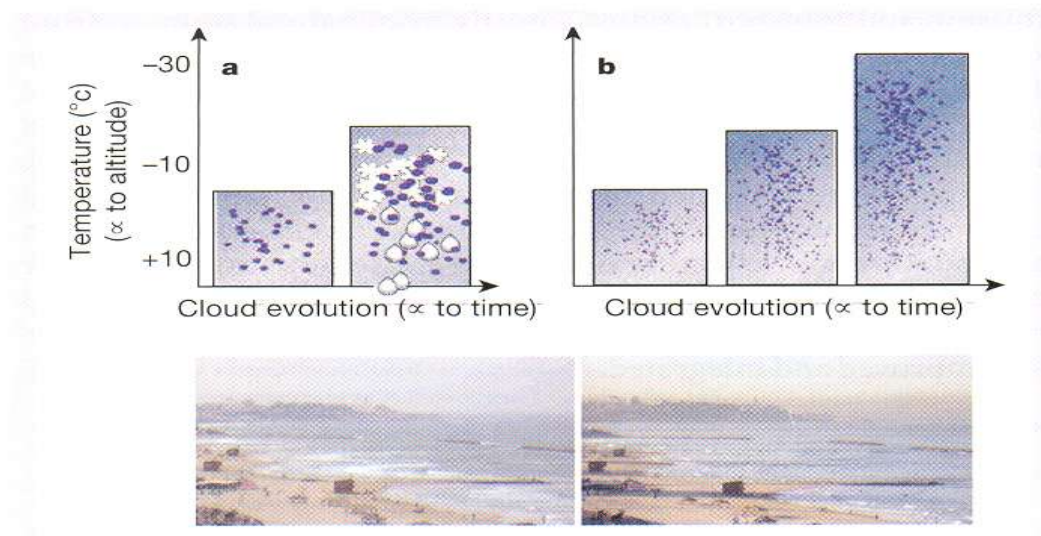 a
b
−30
−10
+10
Temperature (°c)
(∝ to altitude)
Cloud evolution (∝ to time)
Cloud evolution (∝ to time)